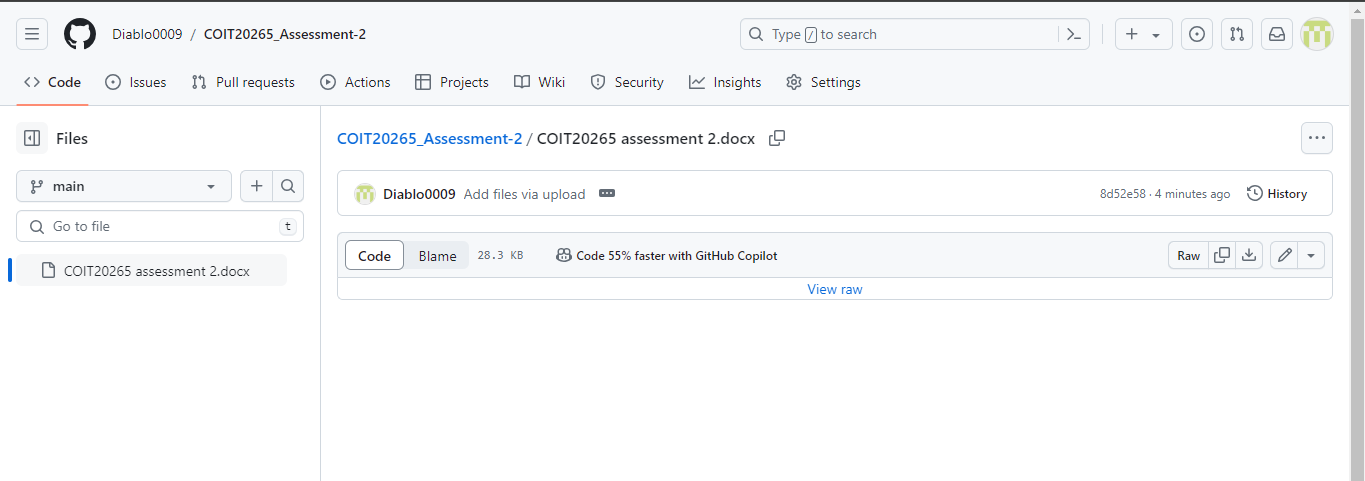 Diablo0009 / COIT20265_Assessment-2
Type / to search
Code Issues Pull requests Actions Projects Wiki Security Insights Settings
Files
COIT20265_Assessment-2 / COIT20265 assessment 2.docx
main
Diablo0009 Add files via upload
8d52e58 · 4 minutes ago History
Go to file t
Code Blame 28.3 KB Code 55% faster with GitHub Copilot Raw
COIT20265 assessment 2.docx
View raw